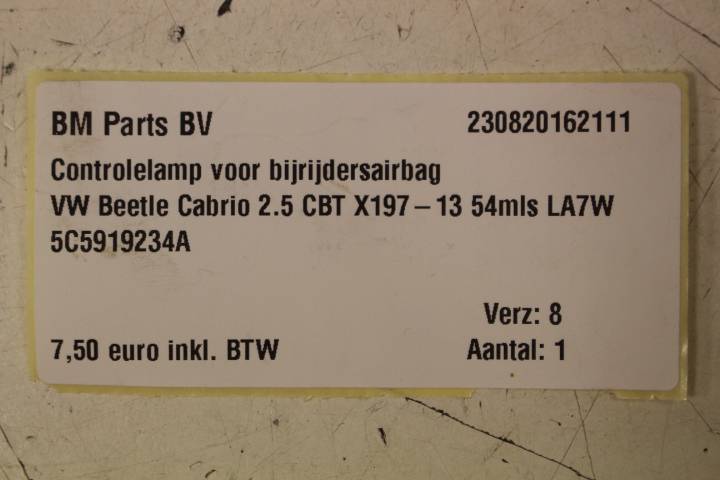 BM Parts BV 230820162111
Controlelamp voor bijrijdersairbag
VW Beetle Cabrio 2.5 CBT X197-13 54mls LA7W
5C5919234A
Verz: 8
7,50 euro inkl. BTW Aantal: 1